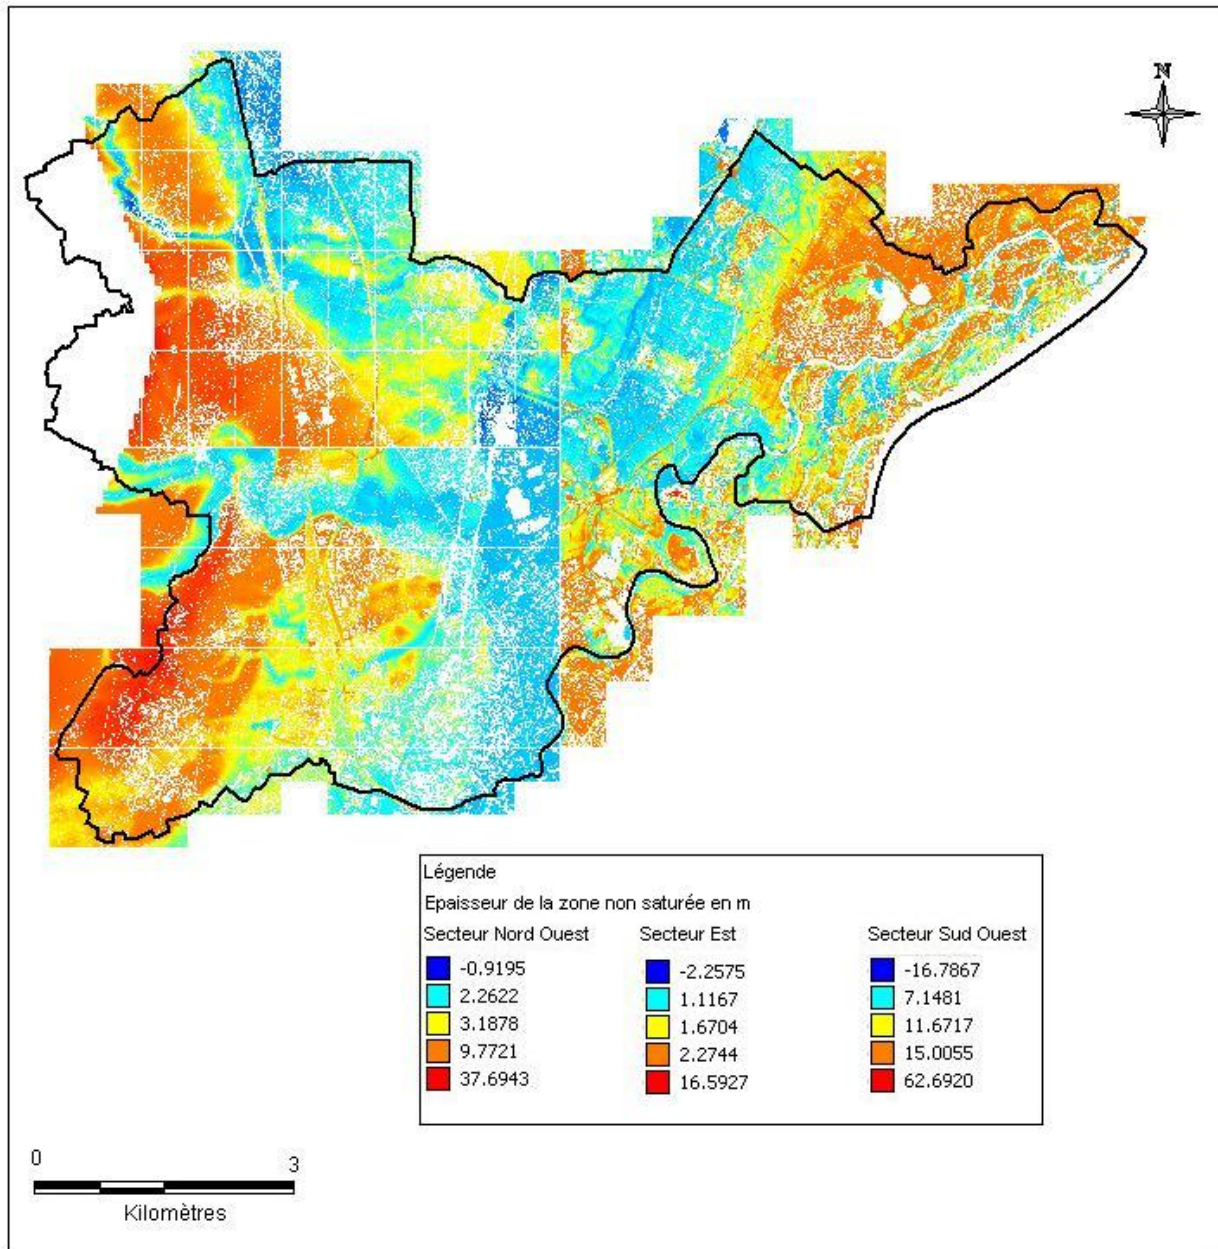 N
Légende
Epaisseur de la zone non saturée en m
Secteur Nord Ouest
-0.9195
2.2622
3.1878
9.7721
37.6943
Secteur Est
-2.2575
1.1167
1.6704
2.2744
16.5927
Secteur Sud Ouest
-16.7867
7.1481
11.6717
15.0055
62.6920
0 3
Kilomètres